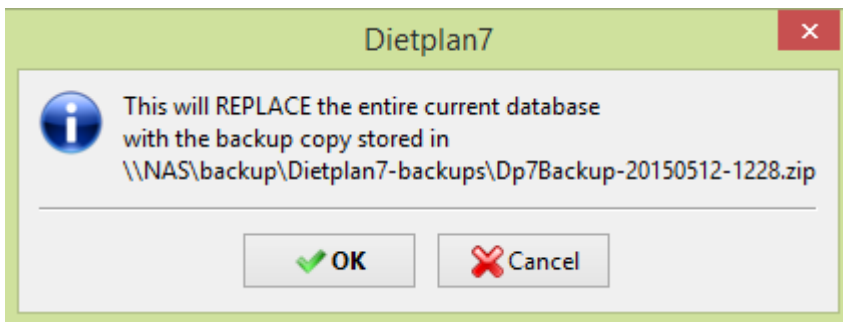 Dietplan7
This will REPLACE the entire current database
with the backup copy stored in
\\NAS\backup\Dietplan7-backups\Dp7Backup-20150512-1228.zip
OK
Cancel